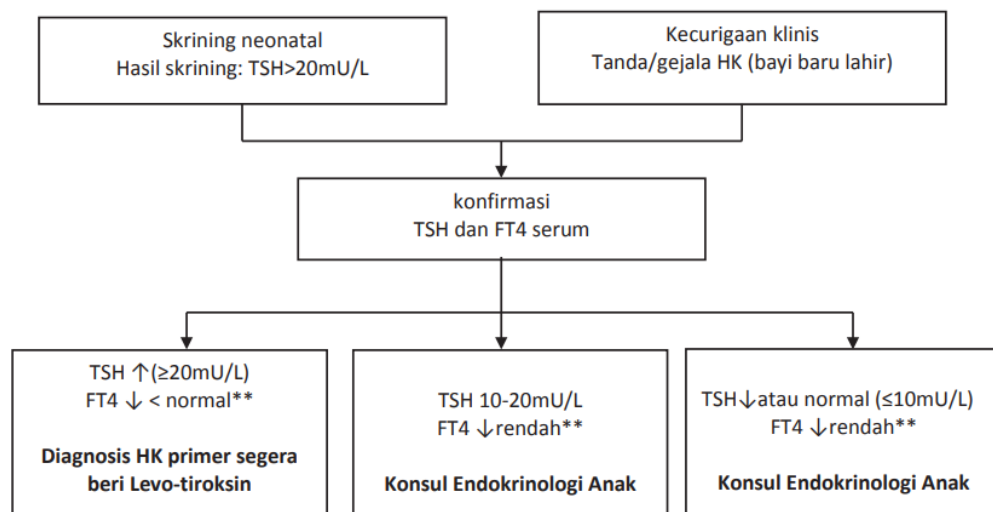 Skrining neonatal
Hasil skrining: TSH>20mU/L
Kecurigaan klinis
Tanda/gejala HK (bayi baru lahir)
konfirmasi
TSH dan FT4 serum
TSH ↑(≥20mU/L)
FT4 ↓ < normal**
Diagnosis HK primer segera
beri Levo-tiroksin
TSH 10-20mU/L
FT4 ↓rendah**
Konsul Endokrinologi Anak
TSH↓atau normal (≤10mU/L)
FT4 ↓rendah**
Konsul Endokrinologi Anak